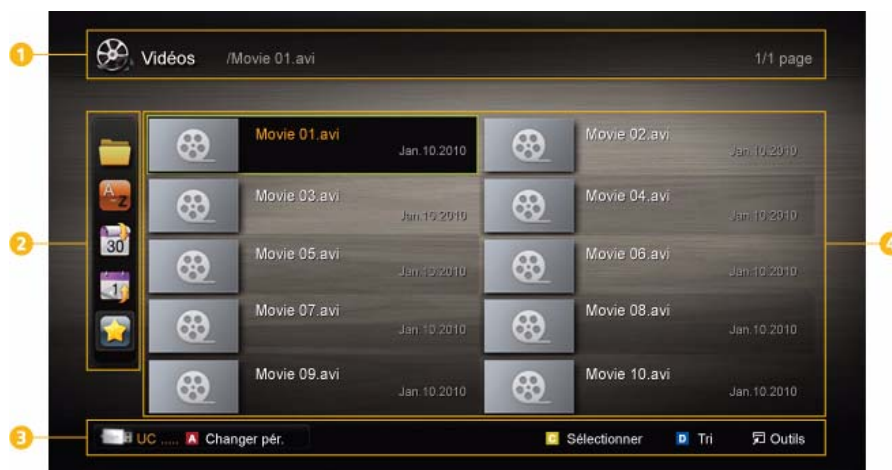 1
Vidéos /Movie 01.avi 1/1 page
Movie 01.avi
Jan.10.2010
Movie 02.avi
Jan.10.2010
Movie 03.avi
Jan.10.2010
Movie 04.avi
Jan.10.2010
Movie 05.avi
Jan.10.2010
Movie 06.avi
Jan.10.2010
Movie 07.avi
Jan.10.2010
Movie 08.avi
Jan.10.2010
Movie 09.avi
Jan.10.2010
Movie 10.avi
Jan.10.2010
A-Z
2
30
1
4
3
UC ..... A Changer pér. C Sélectionner D Tri Outils